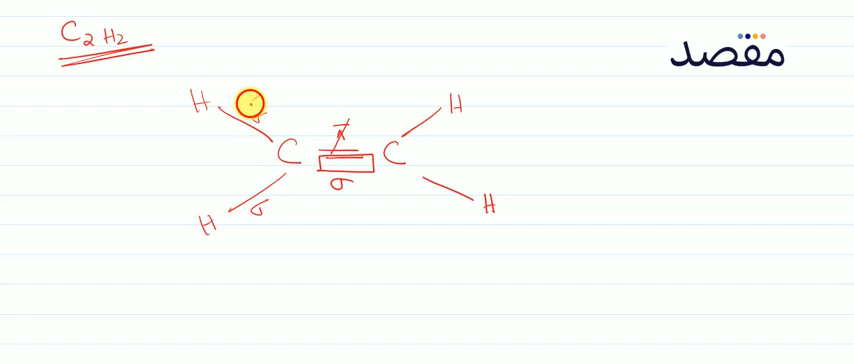 C₂H₂
مقصد
H σ H
C π C
σ
H σ H